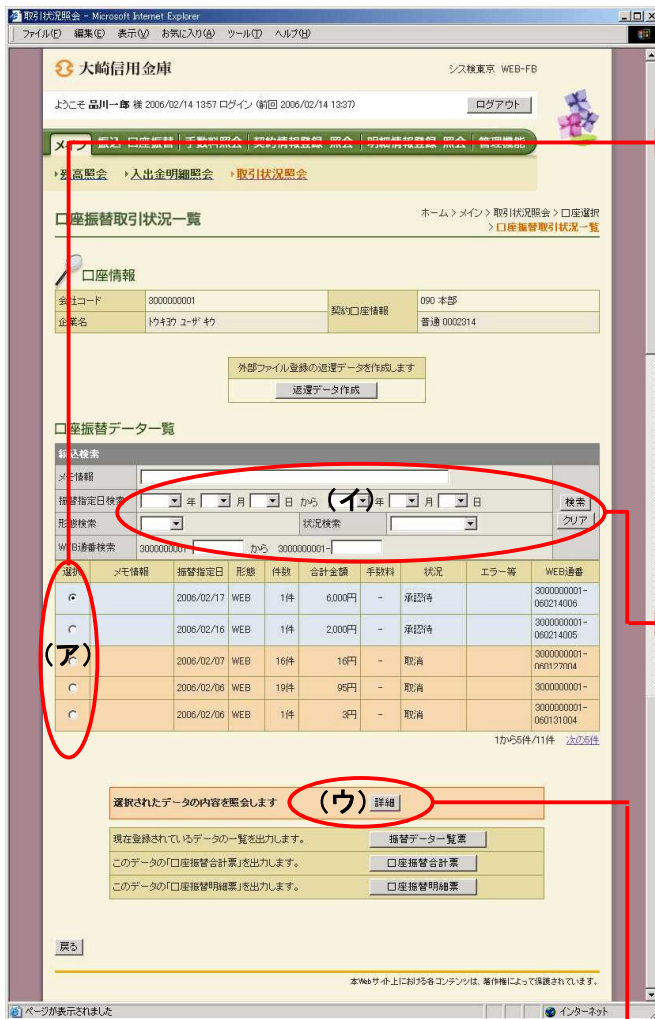 取引状況照会 - Microsoft Internet Explorer
ファイル(F) 編集(E) 表示(V) お気に入り(A) ツール(T) ヘルプ(H)
大崎信用金庫
シス検東京 WEB-FB
ようこそ 品川一郎 様 2006/02/14 1357 ログイン (前回 2006/02/14 13:37)
ログアウト
メイン 振込 口座振替 手数料照会 契約情報登録・照会 明細情報登録・照会 管理機能
残高照会 入出金明細照会 取引状況照会
口座振替取引状況一覧
ホーム > メイン > 取引状況照会 > 口座選択
> 口座振替取引状況一覧
口座情報
会社コード 3000000001 契約口座情報 090 本部
企業名 トウキヨウ ユーザ キウ 普通 0002314
外部ファイル登録の返還データを作成します
返還データ作成
口座振替データ一覧
絞込検索
メモ情報
振替指定日検索 年 月 日 から (イ) 年 月 日
検索
形態検索 状況検索
クリア
WEB通番検索 3000000001- から 3000000001-
選択 メモ情報 振替指定日 形態 件数 合計金額 手数料 状況 エラー等 WEB通番
2006/02/17 WEB 1件 6,000円 - 承認待 3000000001-
060214006
2006/02/16 WEB 1件 2,000円 - 承認待 3000000001-
060214005
(ア)
2006/02/07 WEB 16件 16円 - 取消 3000000001-
060127004
2006/02/06 WEB 19件 95円 - 取消 3000000001-
2006/02/06 WEB 1件 3円 - 取消 3000000001-
060131004
1から5件/11件 次の5件
選択されたデータの内容を照会します (ウ) 詳細
現在登録されているデータの一覧を出力します。 振替データ一覧票
このデータの「口座振替合計票」を出力します。 口座振替合計票
このデータの「口座振替明細票」を出力します。 口座振替明細票
戻る
本Webサイト上における各コンテンツは、著作権によって保護されています。
ページが表示されました
インターネット